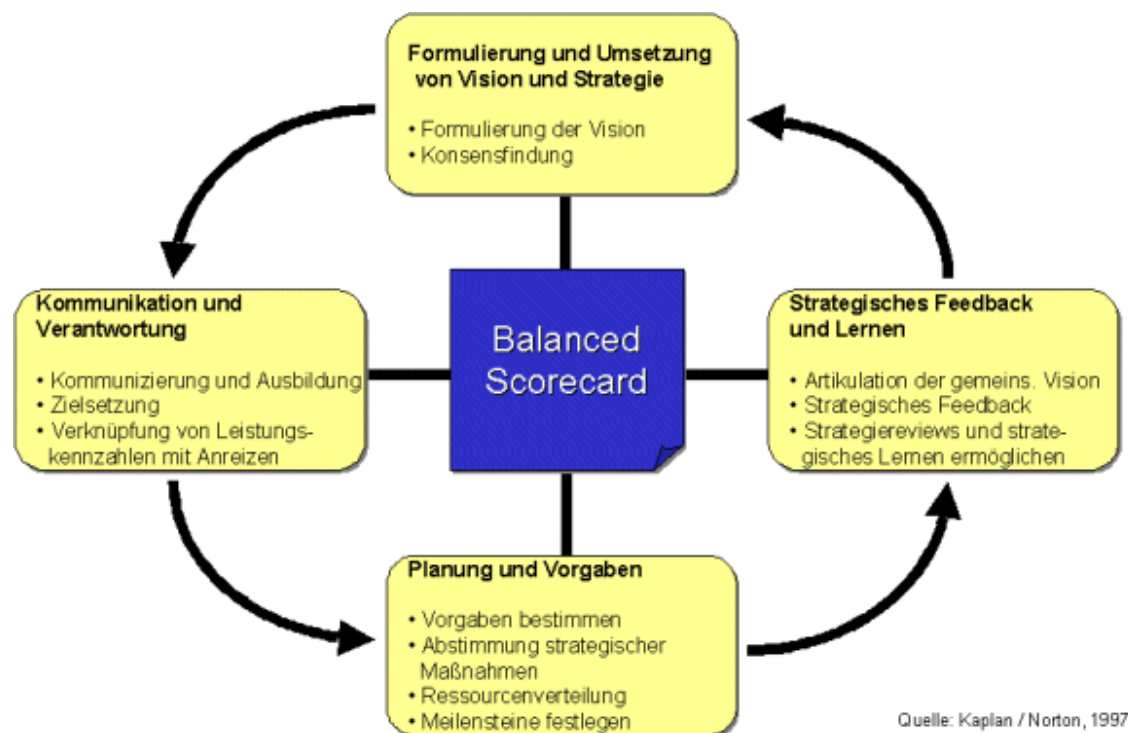 Formulierung und Umsetzung
von Vision und Strategie
• Formulierung der Vision
• Konsensfindung
Kommunikation und
Verantwortung
• Kommunizierung und Ausbildung
• Zielsetzung
• Verknüpfung von Leistungs-
kennzahlen mit Anreizen
Balanced
Scorecard
Strategisches Feedback
und Lernen
• Artikulation der gemeins. Vision
• Strategisches Feedback
• Strategiereviews und strate-
gisches Lernen ermöglichen
Planung und Vorgaben
• Vorgaben bestimmen
• Abstimmung strategischer
Maßnahmen
• Ressourcenverteilung
• Meilensteine festlegen
Quelle: Kaplan / Norton, 1997